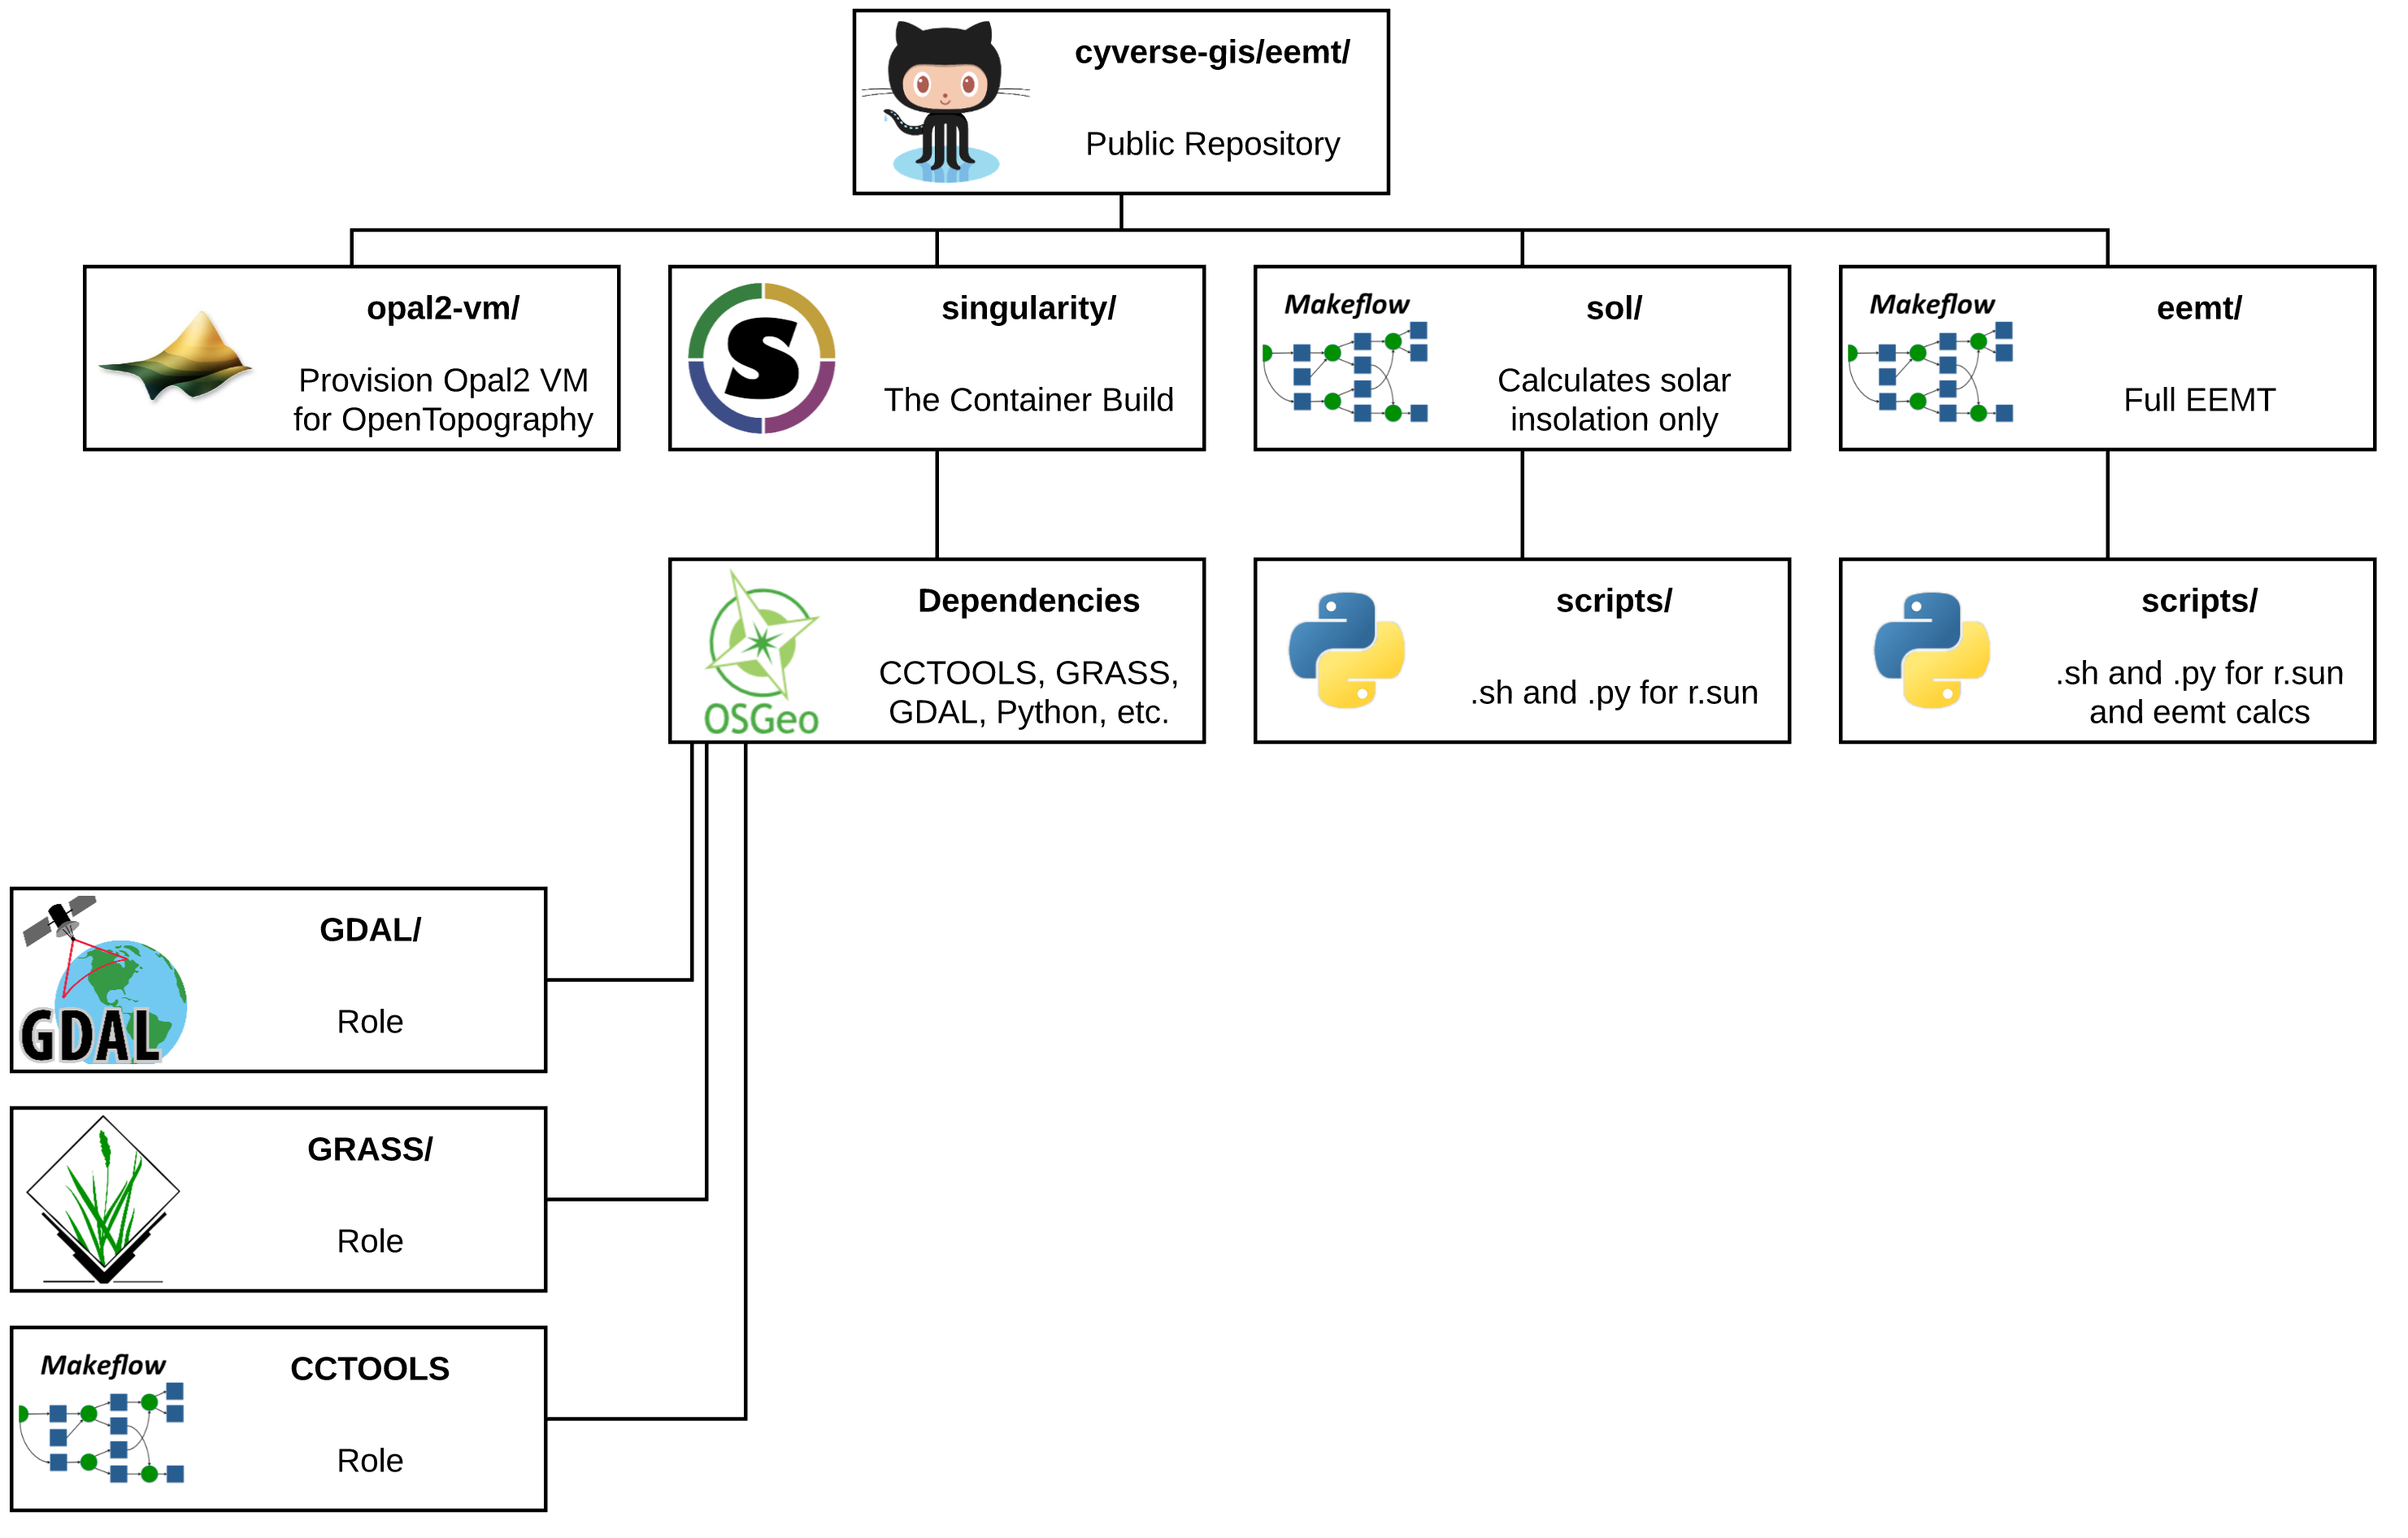 cyverse-gis/eemt/
Public Repository
opal2-vm/
Provision Opal2 VM
for OpenTopography
S
singularity/
The Container Build
Makeflow
sol/
Calculates solar
insolation only
Makeflow
eemt/
Full EEMT
OSGeo
Dependencies
CCTOOLS, GRASS,
GDAL, Python, etc.
scripts/
.sh and .py for r.sun
scripts/
.sh and .py for r.sun
and eemt calcs
GDAL
GDAL/
Role
GRASS/
Role
Makeflow
CCTOOLS
Role